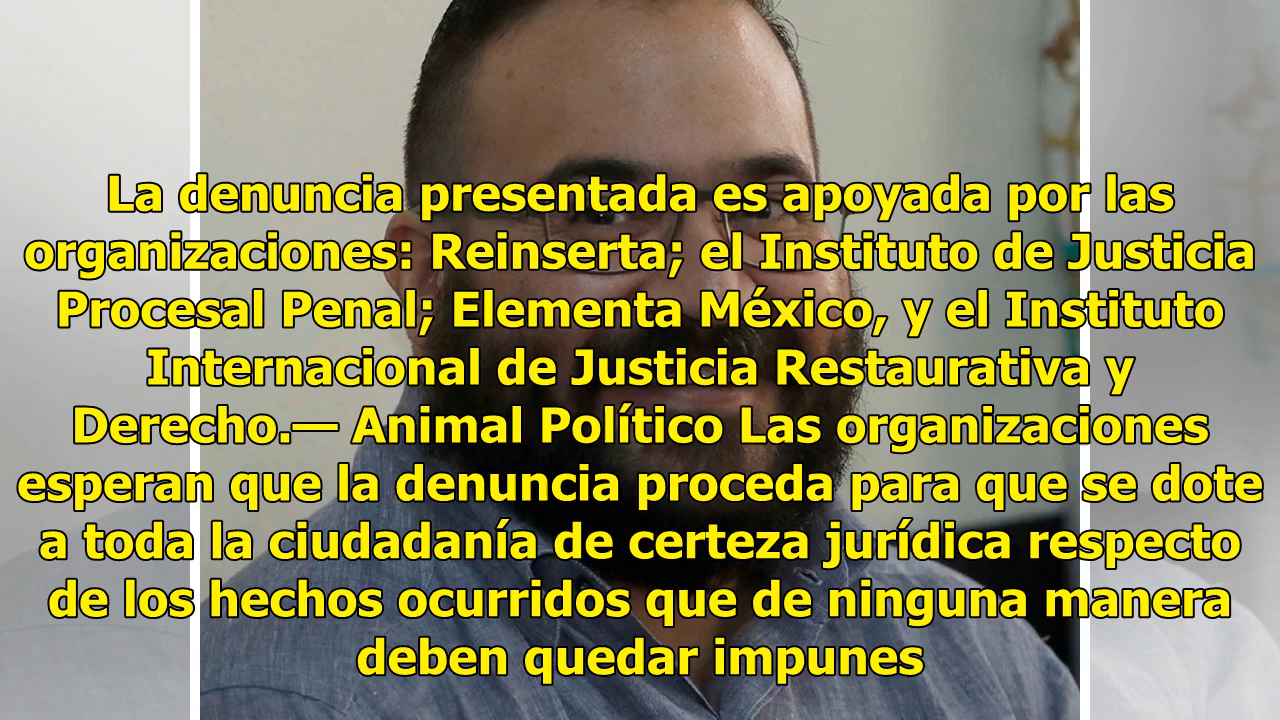 La denuncia presentada es apoyada por las
organizaciones: Reinserta; el Instituto de Justicia
Procesal Penal; Elementa México, y el Instituto
Internacional de Justicia Restaurativa y
Derecho.— Animal Político Las organizaciones
esperan que la denuncia proceda para que se dote
a toda la ciudadanía de certeza jurídica respecto
de los hechos ocurridos que de ninguna manera
deben quedar impunes